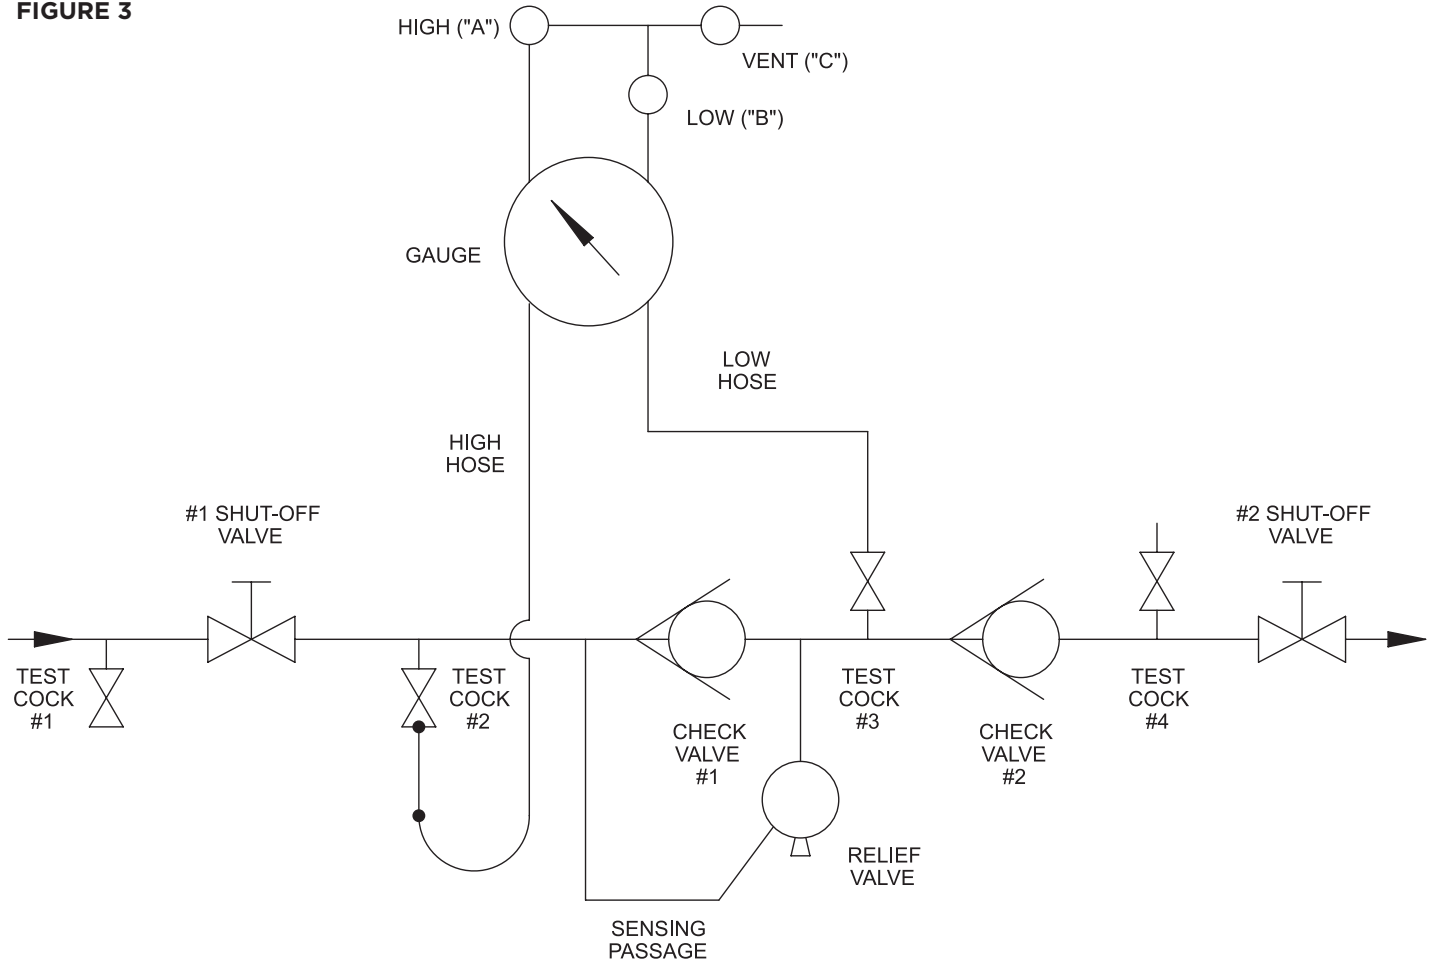 FIGURE 3
HIGH ("A")
VENT ("C")
LOW ("B")
GAUGE
LOW
HOSE
HIGH
HOSE
#1 SHUT-OFF
VALVE
#2 SHUT-OFF
VALVE
TEST
COCK
#1
TEST
COCK
#2
CHECK
VALVE
#1
TEST
COCK
#3
CHECK
VALVE
#2
TEST
COCK
#4
RELIEF
VALVE
SENSING
PASSAGE